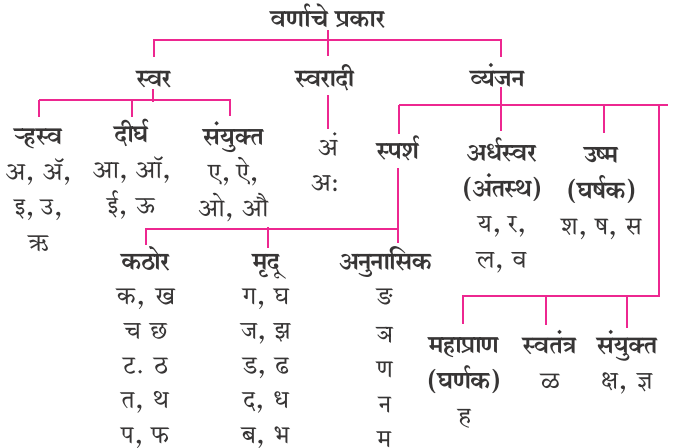 वर्णाचे प्रकार
स्वर स्वरादी व्यंजन
ऱ्हस्व
अ, ॲ,
इ, उ,
ऋ
दीर्घ
आ, ऑ,
ई, ऊ
संयुक्त
ए, ऐ,
ओ, औ
अं
अः
स्पर्श
अर्धस्वर
(अंतस्थ)
य, र,
ल, व
उष्म
(घर्षक)
श, ष, स
कठोर
क, ख
च छ
ट. ठ
त, थ
प, फ
मृदू
ग, घ
ज, झ
ड, ढ
द, ध
ब, भ
अनुनासिक
ङ
ञ
ण
न
म
महाप्राण
(घर्णक)
ह
स्वतंत्र
ळ
संयुक्त
क्ष, ज्ञ